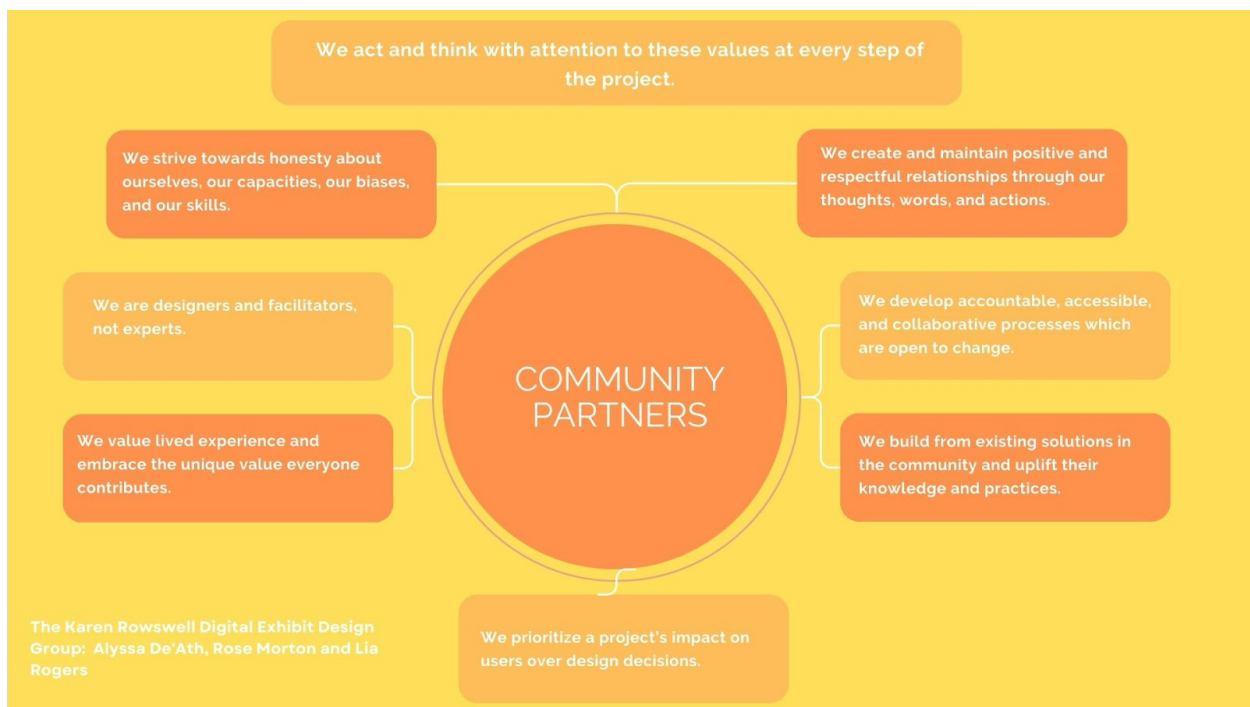 We act and think with attention to these values at every step of
the project.
We strive towards honesty about
ourselves, our capacities, our biases,
and our skills.
We create and maintain positive and
respectful relationships through our
thoughts, words, and actions.
We are designers and facilitators,
not experts.
We develop accountable, accessible,
and collaborative processes which
are open to change.
COMMUNITY
PARTNERS
We value lived experience and
embrace the unique value everyone
contributes.
We build from existing solutions in
the community and uplift their
knowledge and practices.
We prioritize a project's impact on
users over design decisions.
The Karen Rowswell Digital Exhibit Design
Group:  Alyssa De'Ath, Rose Morton and Lia
Rogers